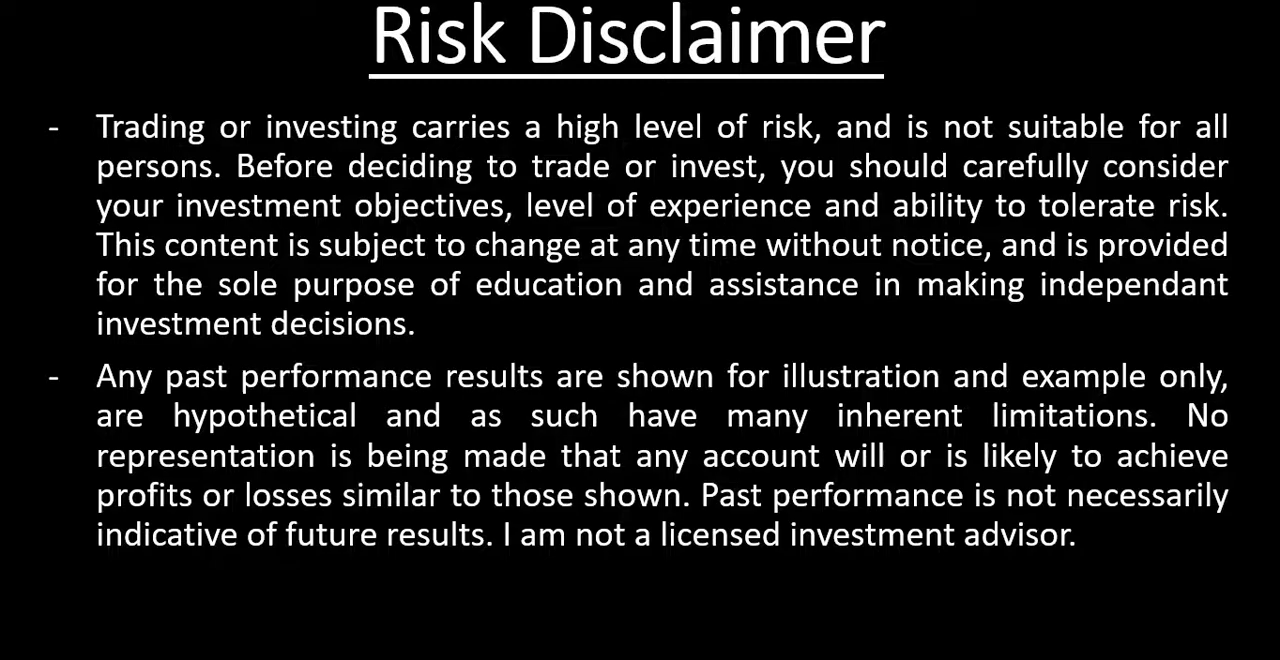 Risk Disclaimer
- Trading or investing carries a high level of risk, and is not suitable for all
persons. Before deciding to trade or invest, you should carefully consider
your investment objectives, level of experience and ability to tolerate risk.
This content is subject to change at any time without notice, and is provided
for the sole purpose of education and assistance in making independant
investment decisions.
- Any past performance results are shown for illustration and example only,
are hypothetical and as such have many inherent limitations. No
representation is being made that any account will or is likely to achieve
profits or losses similar to those shown. Past performance is not necessarily
indicative of future results. I am not a licensed investment advisor.